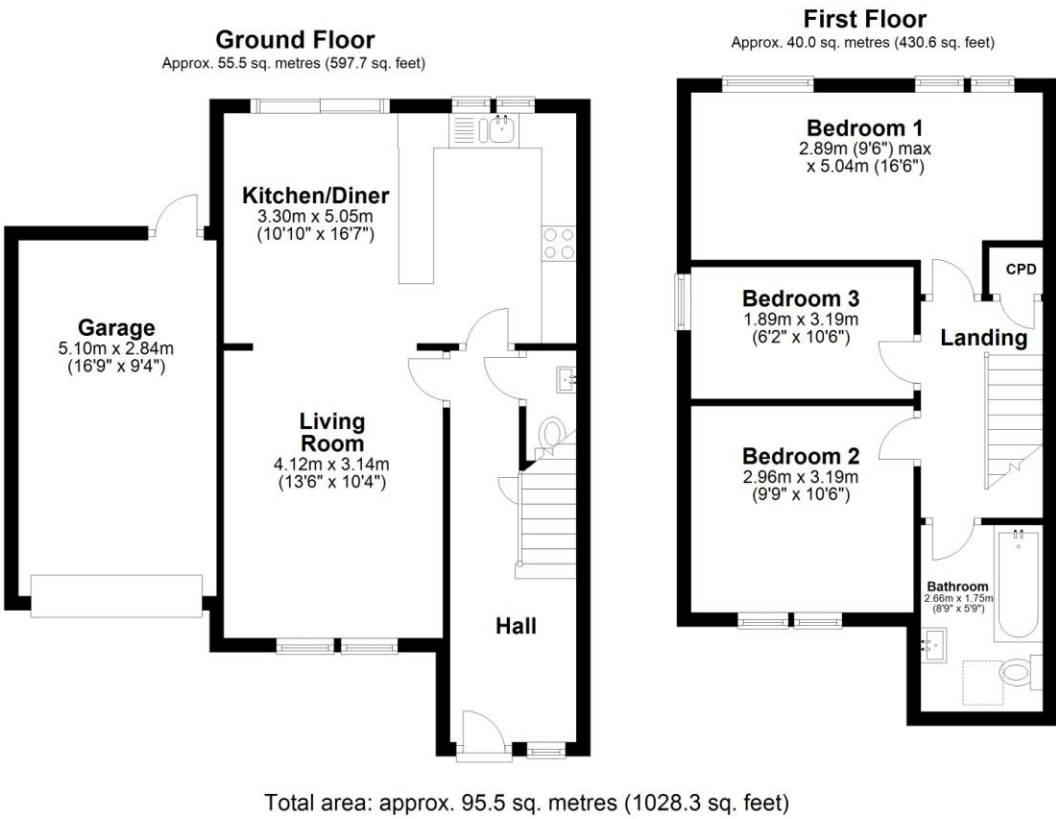 Ground Floor
Approx. 55.5 sq. metres (597.7 sq. feet)
Kitchen/Diner
3.30m x 5.05m
(10'10" x 16'7")
Garage
5.10m x 2.84m
(16'9" x 9'4")
Living
Room
4.12m x 3.14m
(13'6" x 10'4")
Hall
First Floor
Approx. 40.0 sq. metres (430.6 sq. feet)
Bedroom 1
2.89m (9'6") max
x 5.04m (16'6")
CPD
Bedroom 3
1.89m x 3.19m
(6'2" x 10'6")
Landing
Bedroom 2
2.96m x 3.19m
(9'9" x 10'6")
Bathroom
2.66m x 1.75m
(8'9" x 5'9")
Total area: approx. 95.5 sq. metres (1028.3 sq. feet)